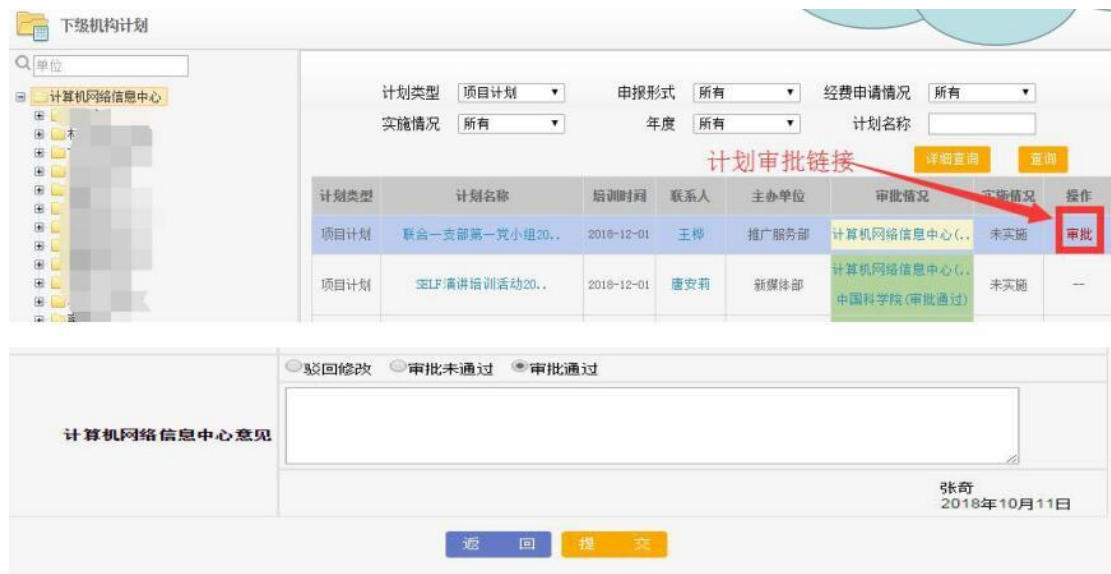 下级机构计划
单位
计算机网络信息中心
计划类型 项目计划 申报形式 所有 经费申请情况 所有
实施情况 所有 年度 所有 计划名称
计划审批链接 详细查询 查询
计划类型 计划名称 培训时间 联系人 主办单位 审批情况 实施情况 操作
项目计划 联合一支部第一党小组20.. 2018-12-01 王桦 推广服务部 计算机网络信息中心(.. 未实施 审批
计算机网络信息中心(..
项目计划 SELF演讲培训活动20.. 2018-12-01 唐安莉 新媒体部 未实施 --
中国科学院(审批通过)
驳回修改 审批未通过 审批通过
计算机网络信息中心意见
张奇
2018年10月11日
返 回 提 交